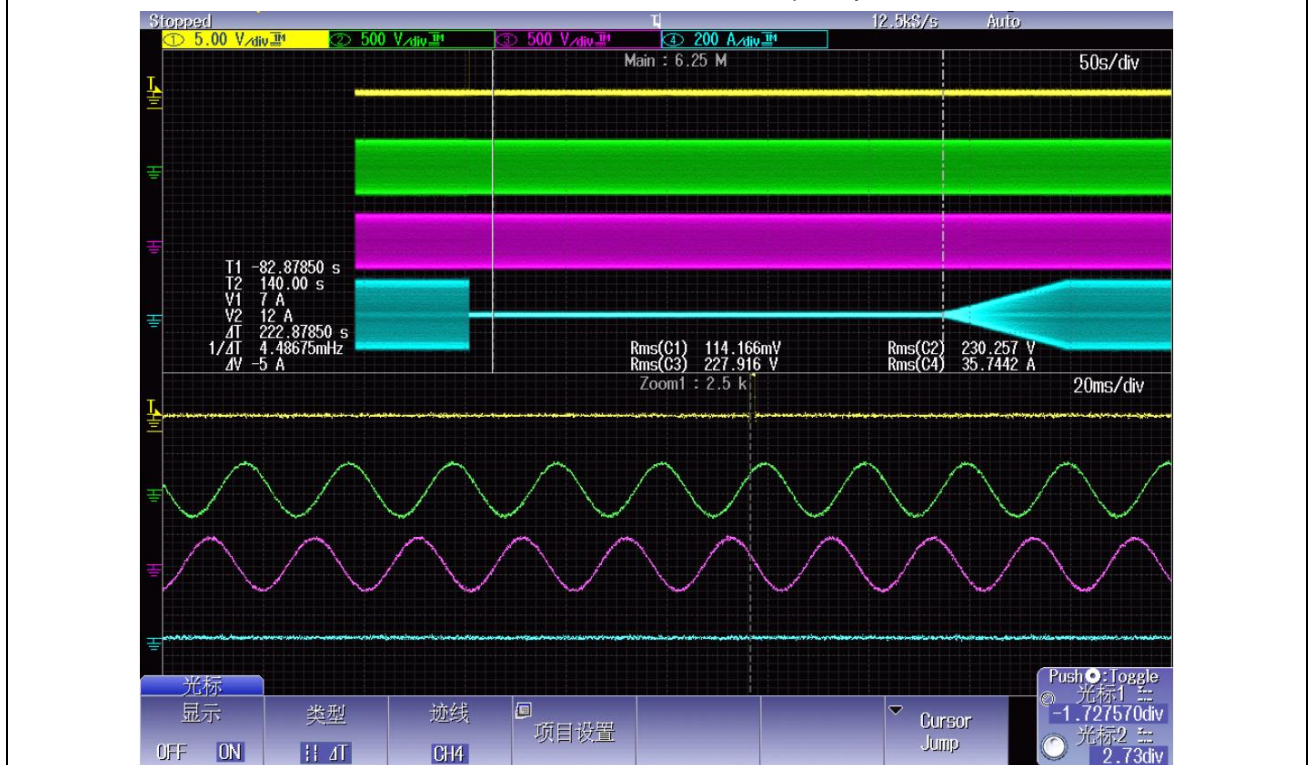 Stopped 12.5kS/s Auto
① 5.00 V/div 1M ② 500 V/div 1M ③ 500 V/div 1M ④ 200 A/div 1M
Main : 6.25 M 50s/div
T1 -82.87850 s
T2 140.00 s
V1 7 A
V2 12 A
⊿T 222.87850 s
1/⊿T 4.48675mHz
⊿V -5 A
Rms(C1) 114.166mV Rms(C2) 230.257 V
Rms(C3) 227.916 V Rms(C4) 35.7442 A
Zoom1 : 2.5 k 20ms/div
光标
显示 类型 迹线 项目设置 Cursor Jump
OFF ON ⊿T CH4
Push:Toggle
光标1
-1.727570div
光标2
2.73div